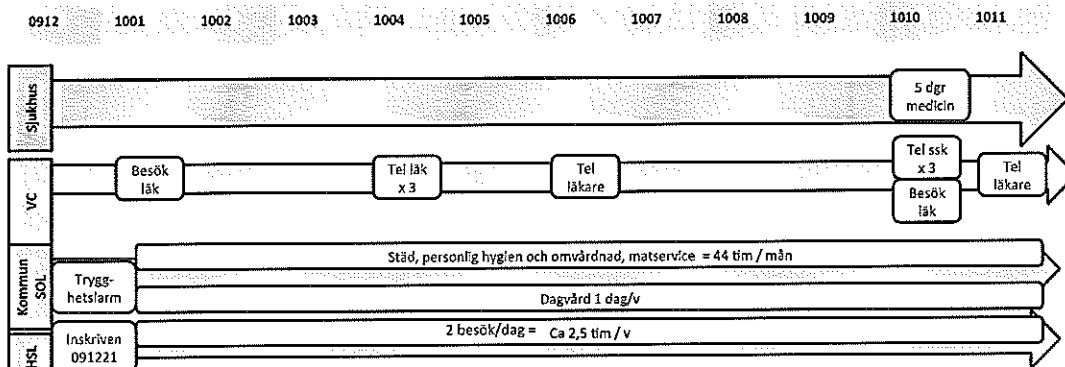 0912 1001 1002 1003 1004 1005 1006 1007 1008 1009 1010 1011
Sjukhus
5 dgr
medicin
VC
Besök
läk
Tel läk
x 3
Tel
läkare
Tel ssk
x 3
Besök
läk
Tel
läkare
Kommun
SOL
Trygg-
hetslarm
Städ, personlig hygien och omvårdnad, matservice = 44 tim / mån
Dagvård 1 dag/v
HSL
Inskriven
091221
2 besök/dag = Ca 2,5 tim / v